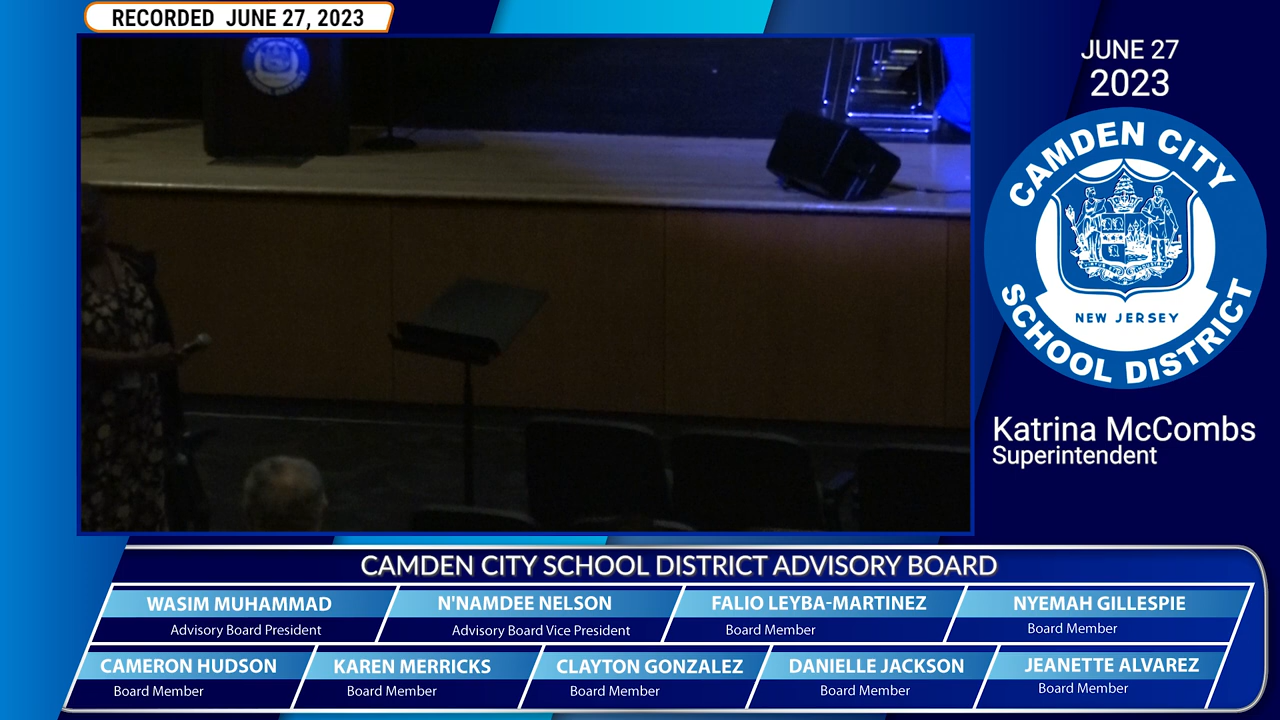 RECORDED JUNE 27, 2023
JUNE 27
2023
CAMDEN CITY
SCHOOL DISTRICT
NEW JERSEY
Katrina McCombs
Superintendent
CAMDEN CITY SCHOOL DISTRICT ADVISORY BOARD
WASIM MUHAMMAD
Advisory Board President
N'NAMDEE NELSON
Advisory Board Vice President
FALIO LEYBA-MARTINEZ
Board Member
NYEMAH GILLESPIE
Board Member
CAMERON HUDSON
Board Member
KAREN MERRICKS
Board Member
CLAYTON GONZALEZ
Board Member
DANIELLE JACKSON
Board Member
JEANETTE ALVAREZ
Board Member